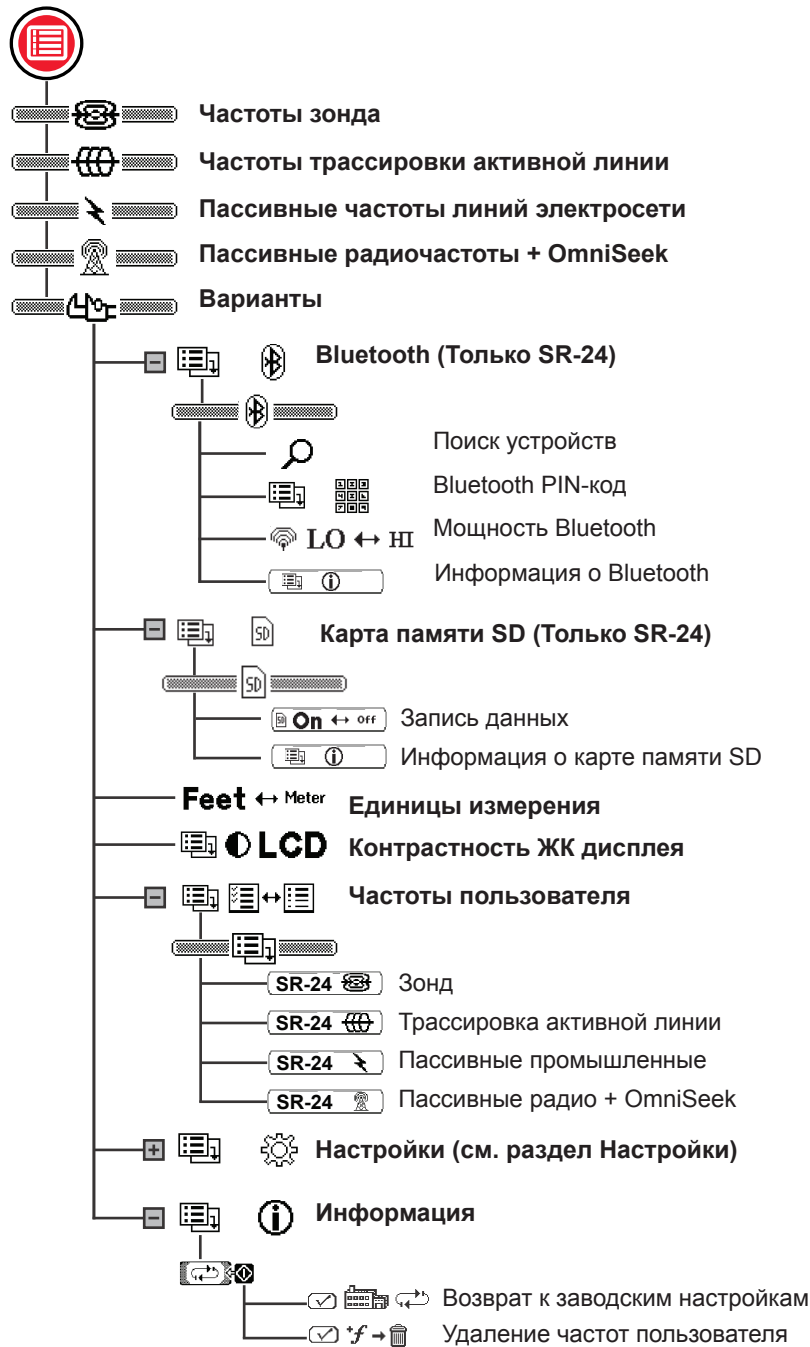 Частоты зонда
Частоты трассировки активной линии
Пассивные частоты линий электросети
Пассивные радиочастоты + OmniSeek
Варианты
Bluetooth (Только SR-24)
Поиск устройств
Bluetooth PIN-код
LO ↔ HI Мощность Bluetooth
Информация о Bluetooth
SD Карта памяти SD (Только SR-24)
SD
SD On ↔ Off Запись данных
Информация о карте памяти SD
Feet ↔ Meter Единицы измерения
LCD Контрастность ЖК дисплея
Частоты пользователя
SR-24 Зонд
SR-24 Трассировка активной линии
SR-24 Пассивные промышленные
SR-24 Пассивные радио + OmniSeek
Настройки (см. раздел Настройки)
Информация
Возврат к заводским настройкам
+f → Удаление частот пользователя